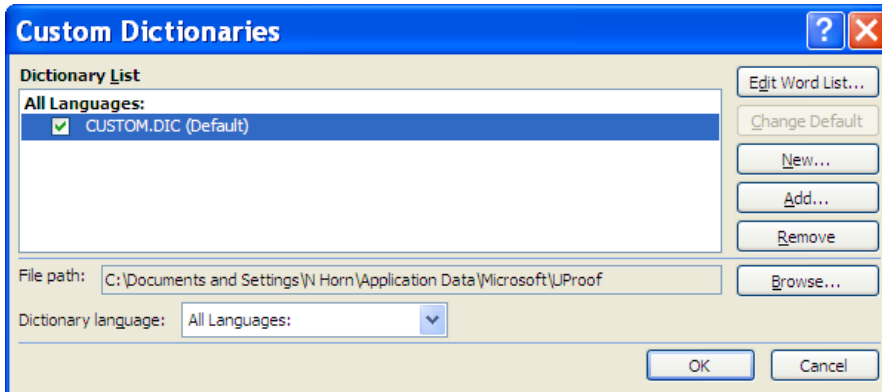 Custom Dictionaries
Dictionary List
All Languages:
CUSTOM.DIC (Default)
Edit Word List...
Change Default
New...
Add...
Remove
File path: C:\Documents and Settings\N Horn\Application Data\Microsoft\UProof Browse...
Dictionary language: All Languages:
OK Cancel